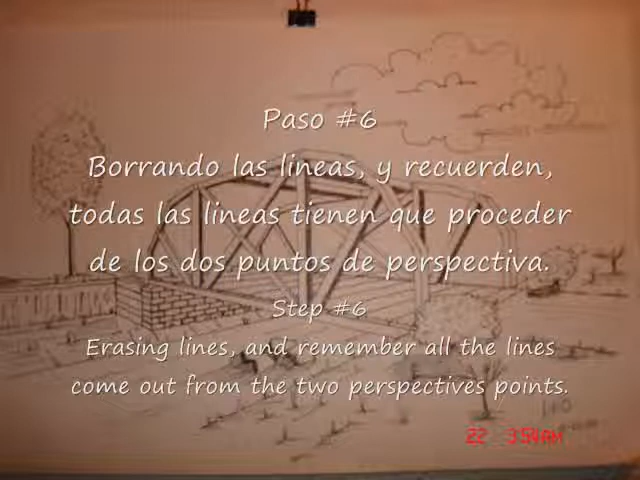 Paso #6
Borrando las lineas, y recuerden,
todas las lineas tienen que proceder
de los dos puntos de perspectiva.
Step #6
Erasing lines, and remember all the lines
come out from the two perspectives points.
22 3:54AM